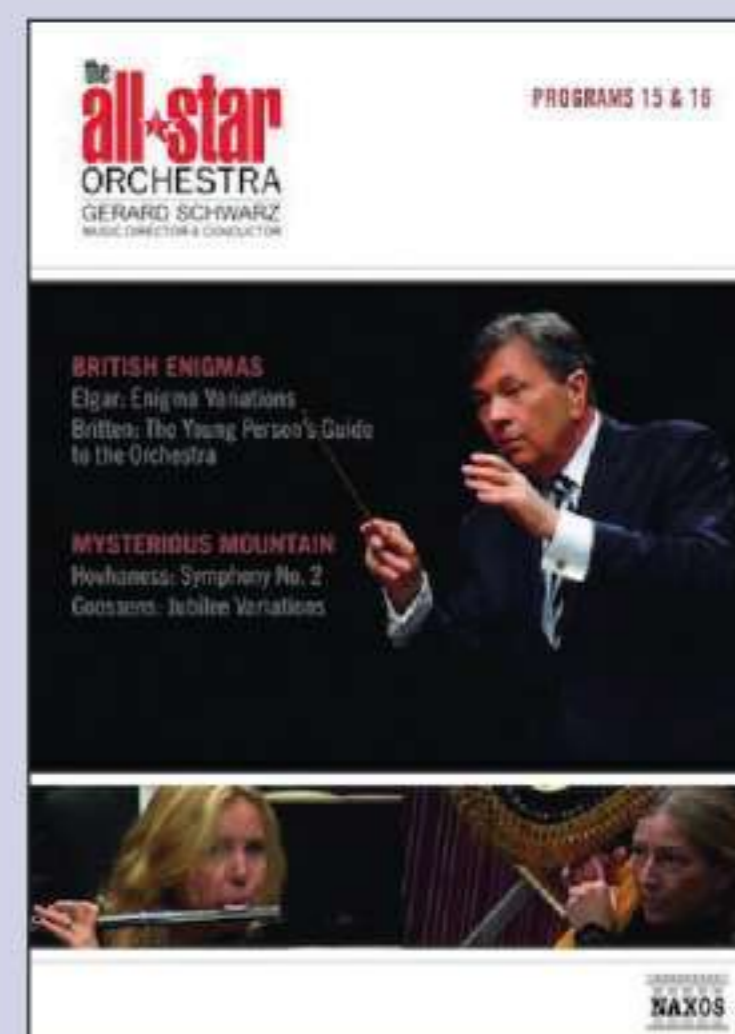 the
all★star
ORCHESTRA
GERARD SCHWARZ
MUSIC DIRECTOR & CONDUCTOR
PROGRAMS 15 & 16
BRITISH ENIGMAS
Elgar: Enigma Variations
Britten: The Young Person's Guide
to the Orchestra
MYSTERIOUS MOUNTAIN
Hovhaness: Symphony No. 2
Goossens: Jubilee Variations
NAXOS